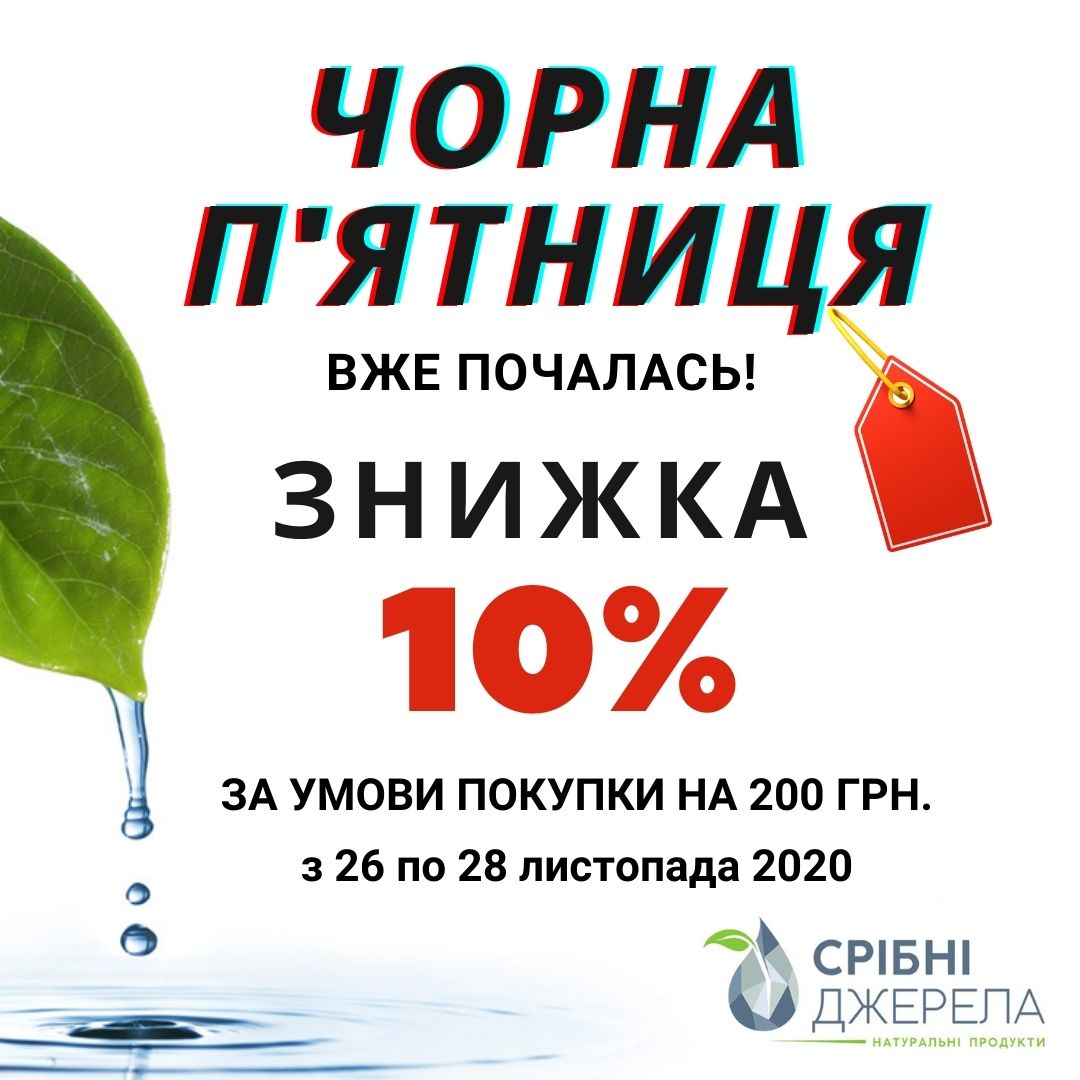 ЧОРНА
П'ЯТНИЦЯ
ВЖЕ ПОЧАЛАСЬ!
ЗНИЖКА
10%
ЗА УМОВИ ПОКУПКИ НА 200 ГРН.
з 26 по 28 листопада 2020
СРІБНІ
ДЖЕРЕЛА
НАТУРАЛЬНІ ПРОДУКТИ